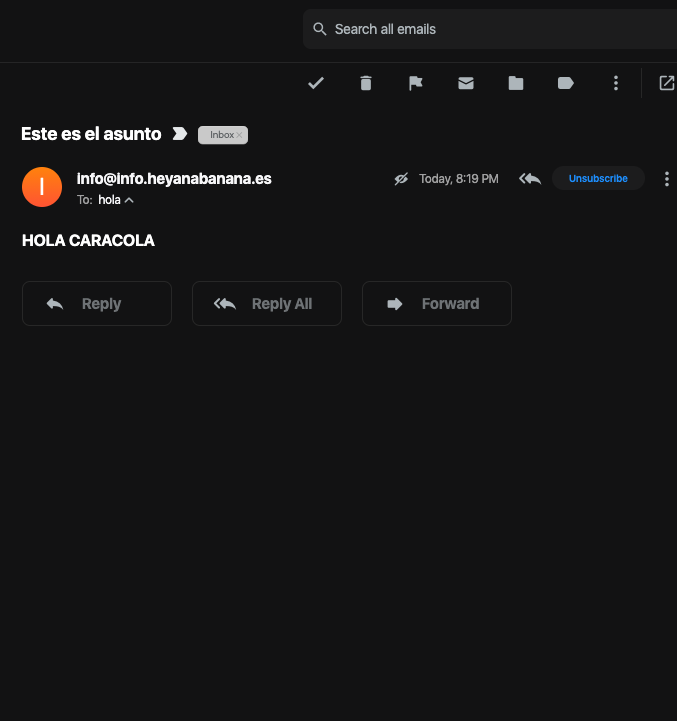 Search all emails
Este es el asunto Inbox
info@info.heyanabanana.es Today, 8:19 PM Unsubscribe
I
To: hola
HOLA CARACOLA
Reply Reply All Forward